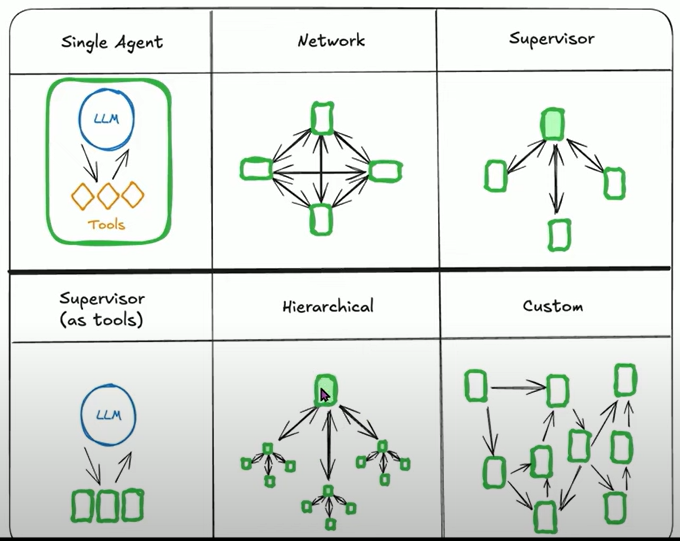 Single Agent
Network
Supervisor
LLM
Tools
Supervisor
(as tools)
Hierarchical
Custom
LLM